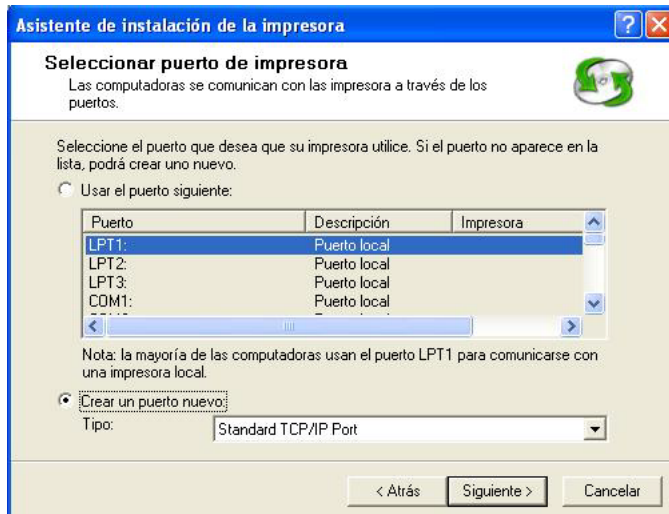 Asistente de instalación de la impresora
Seleccionar puerto de impresora
Las computadoras se comunican con las impresora a través de los
puertos.
Seleccione el puerto que desea que su impresora utilice. Si el puerto no aparece en la
lista, podrá crear uno nuevo.
Usar el puerto siguiente:
Puerto Descripción Impresora
LPT1: Puerto local
LPT2: Puerto local
LPT3: Puerto local
COM1: Puerto local
Nota: la mayoría de las computadoras usan el puerto LPT1 para comunicarse con
una impresora local.
Crear un puerto nuevo:
Tipo: Standard TCP/IP Port
< Atrás Siguiente > Cancelar